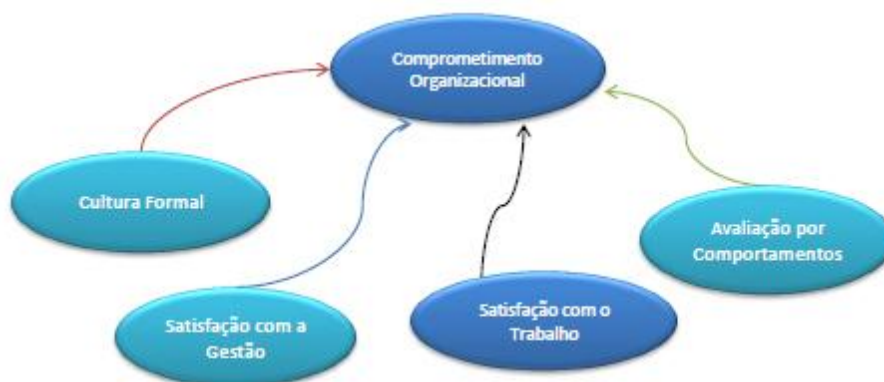 Comprometimento
Organizacional
Cultura Formal
Avaliação por
Comportamentos
Satisfação com a
Gestão
Satisfação com o
Trabalho